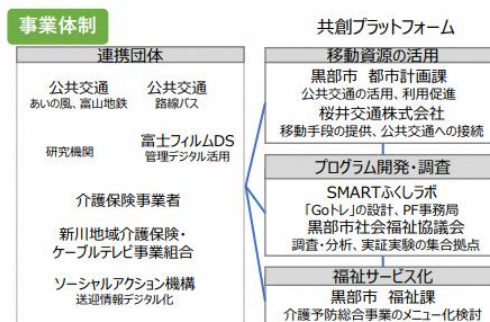 事業体制
連携団体
公共交通
あいの風、富山地鉄
公共交通
路線バス
研究機関
富士フイルムDS
管理デジタル活用
介護保険事業者
新川地域介護保険・
ケーブルテレビ事業組合
ソーシャルアクション機構
送迎情報デジタル化
共創プラットフォーム
移動資源の活用
黒部市 都市計画課
公共交通の活用、利用促進
桜井交通株式会社
移動手段の提供、公共交通への接続
プログラム開発・調査
SMARTふくしラボ
「Goトレ」の設計、PF事務局
黒部市社会福祉協議会
調査・分析、実証実験の集合拠点
福祉サービス化
黒部市 福祉課
介護予防総合事業のメニュー化検討